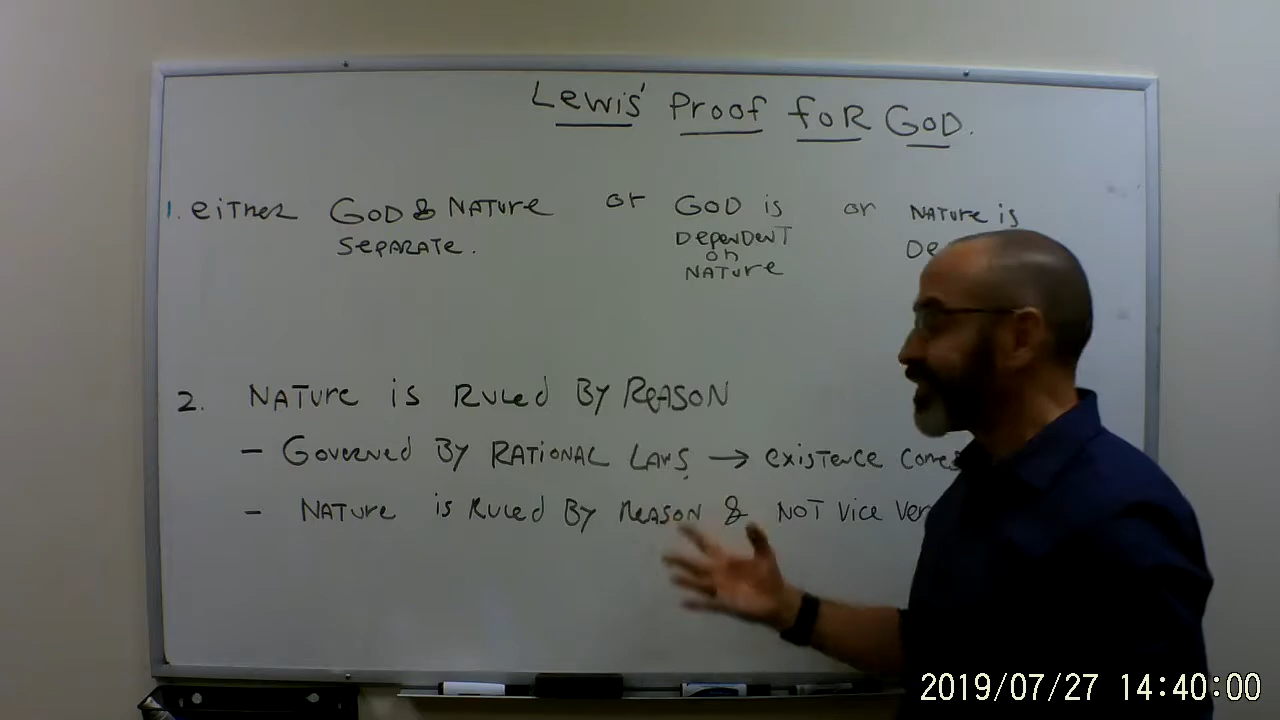 Lewis' Proof foR GoD.
1. eiTHer GOD & NATURe or GOD is or NATUre is
SePARATe. DePenDenT
on
NATUre
2. NATUre is RULeD BY ReASON
- GoverneD BY RATioNAL LAWs → existence comes
- NATUre is RuLeD BY ReASON & NOT Vice
2019/07/27 14:40:00